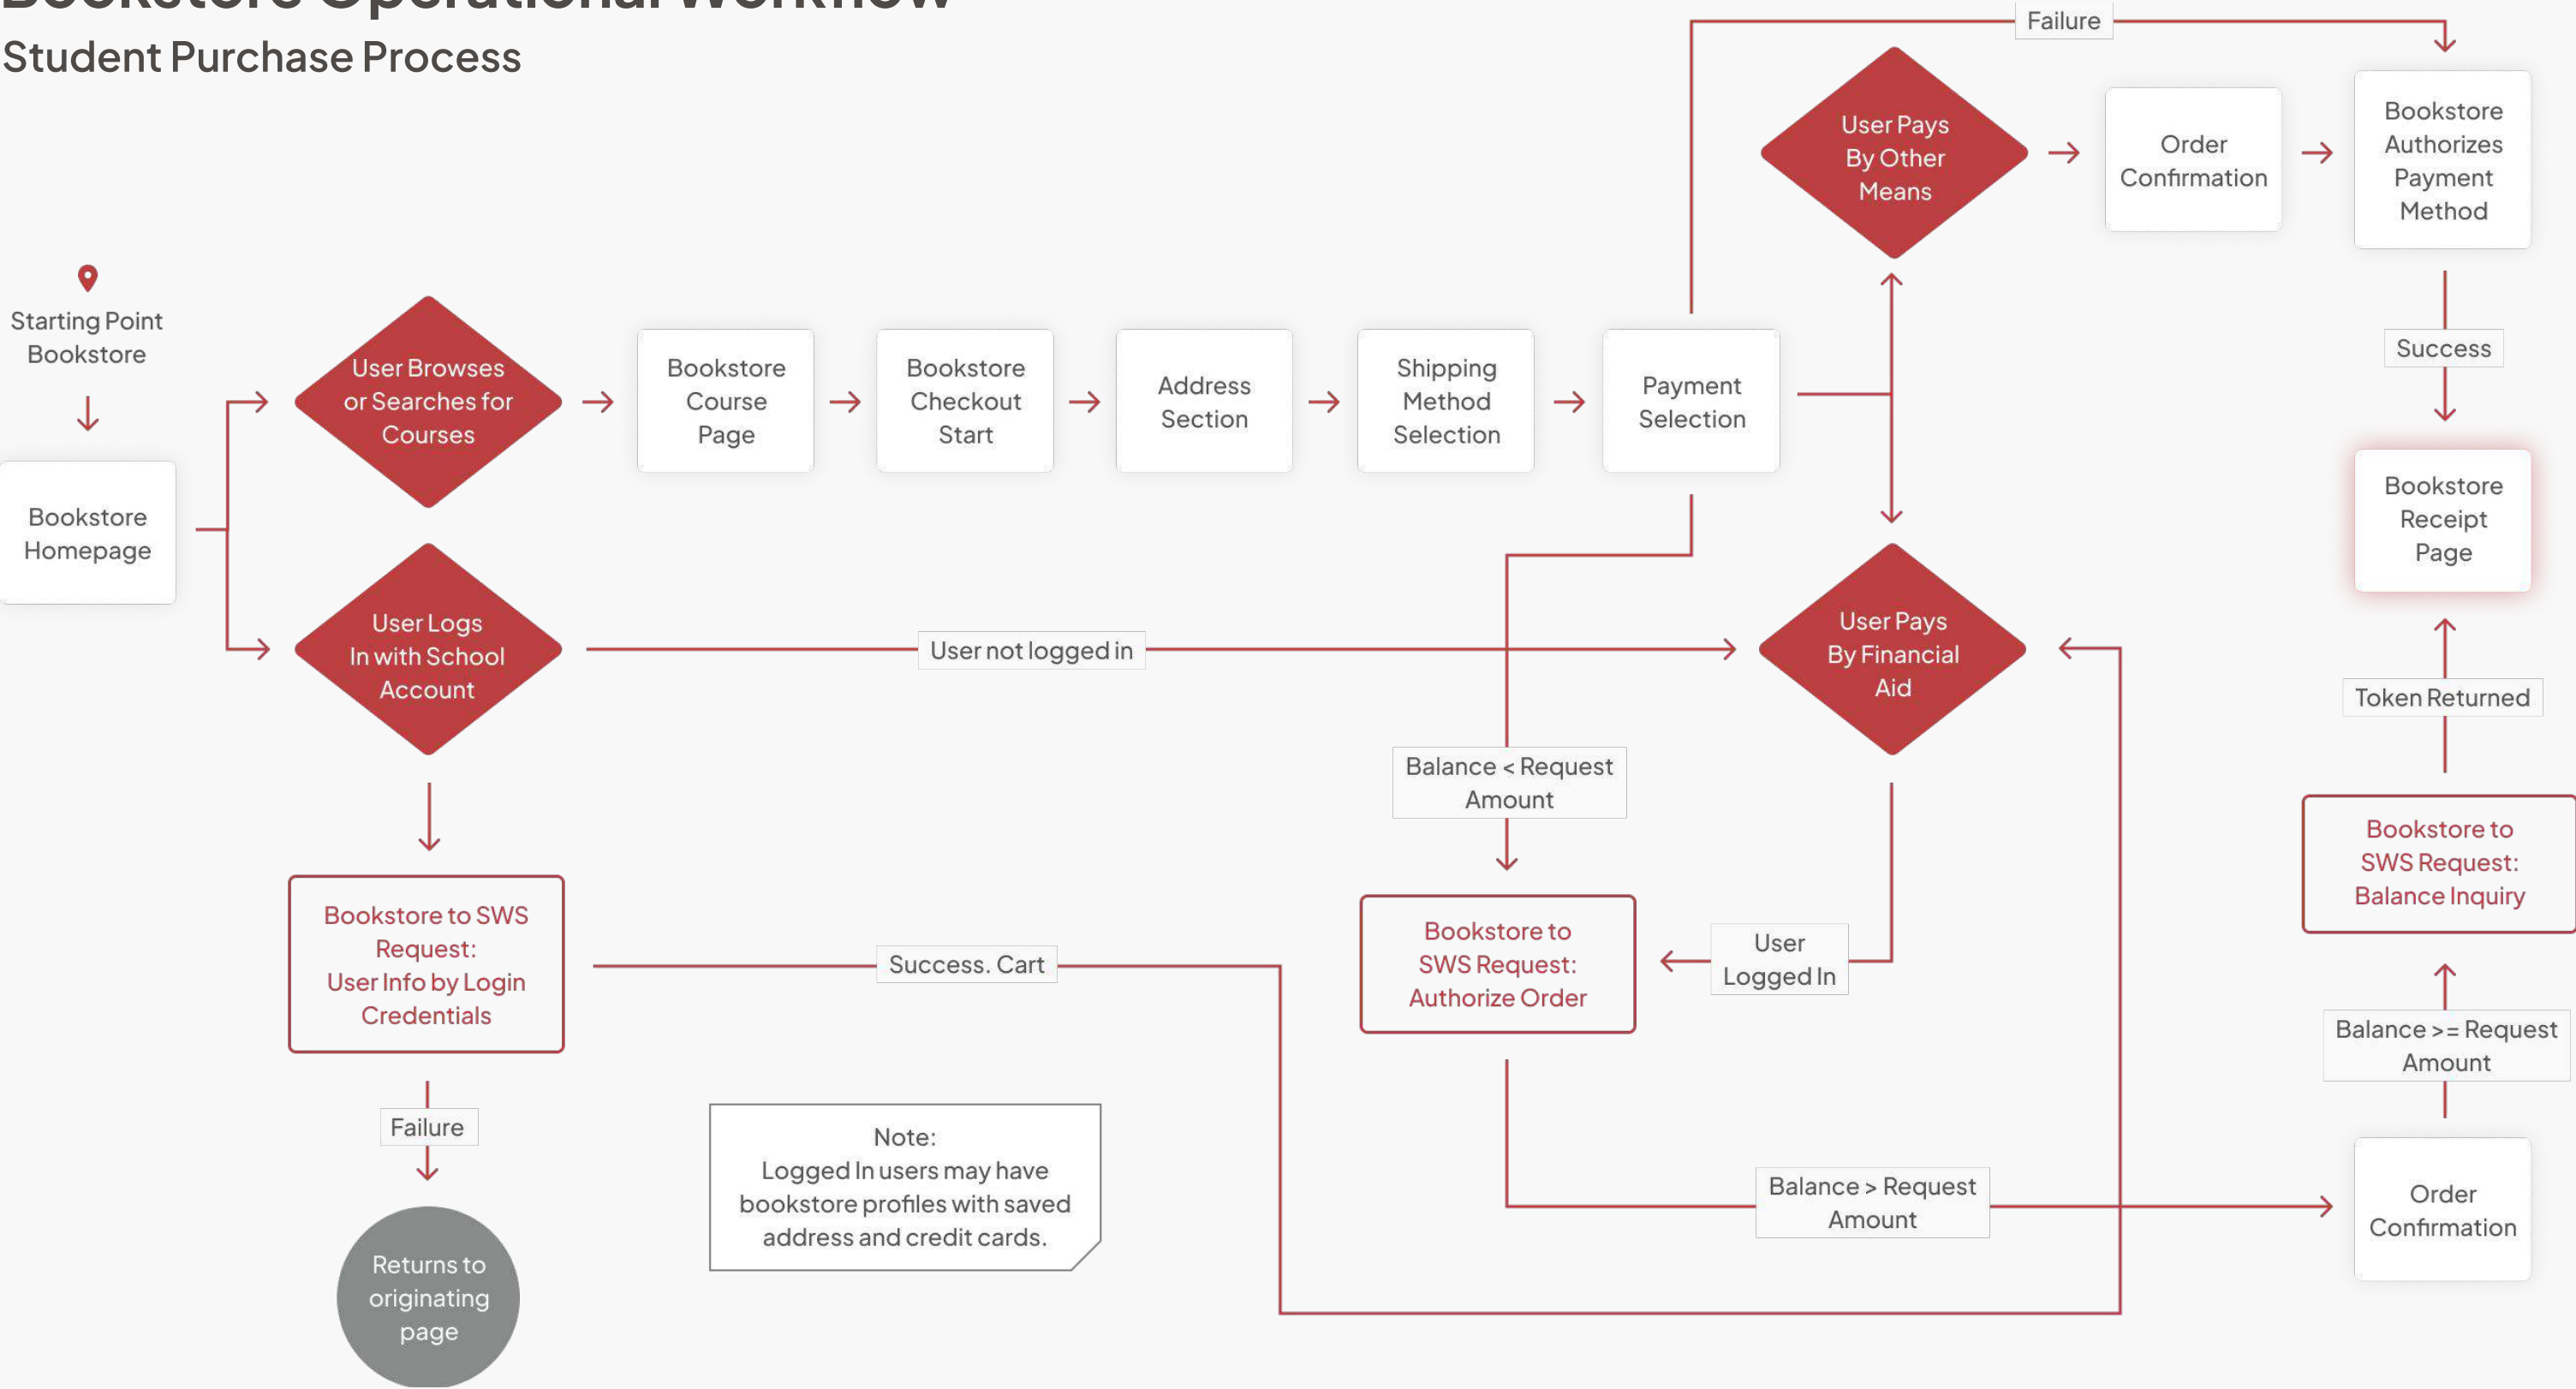 Bookstore Operational Workflow
Student Purchase Process
Starting Point
Bookstore
Bookstore
Homepage
User Browses
or Searches for
Courses
Bookstore
Course
Page
Bookstore
Checkout
Start
Address
Section
Shipping
Method
Selection
Payment
Selection
Failure
User Pays
By Other
Means
Order
Confirmation
Bookstore
Authorizes
Payment
Method
Success
Bookstore
Receipt
Page
User Logs
In with School
Account
User not logged in
User Pays
By Financial
Aid
Token Returned
Balance < Request
Amount
Bookstore to
SWS Request:
Balance Inquiry
Bookstore to SWS
Request:
User Info by Login
Credentials
Success. Cart
Bookstore to
SWS Request:
Authorize Order
User
Logged In
Balance >= Request
Amount
Failure
Note:
Logged In users may have
bookstore profiles with saved
address and credit cards.
Balance > Request
Amount
Order
Confirmation
Returns to
originating
page